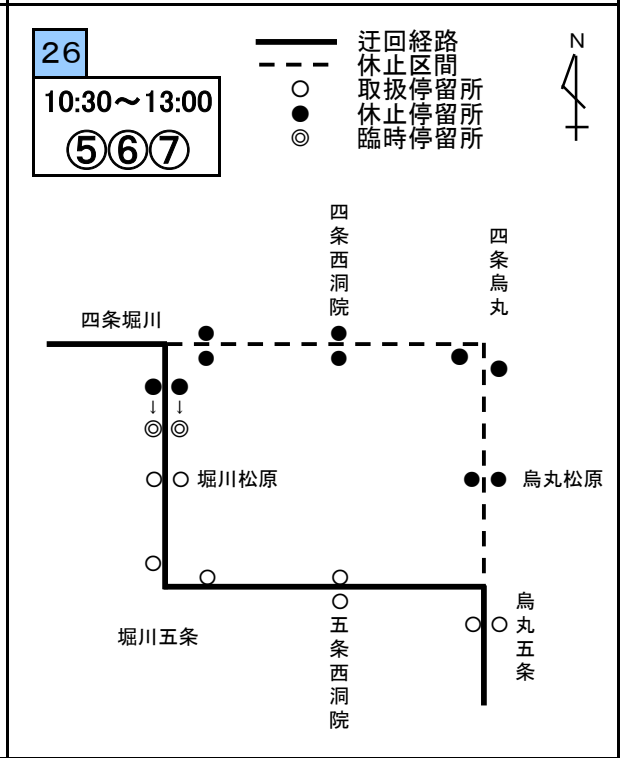 26
10:30～13:00
⑤⑥⑦
迂回経路
休止区間
取扱停留所
休止停留所
臨時停留所
N
四条西洞院
四条烏丸
四条堀川
↓ ↓
堀川松原
烏丸松原
堀川五条
五条西洞院
烏丸五条